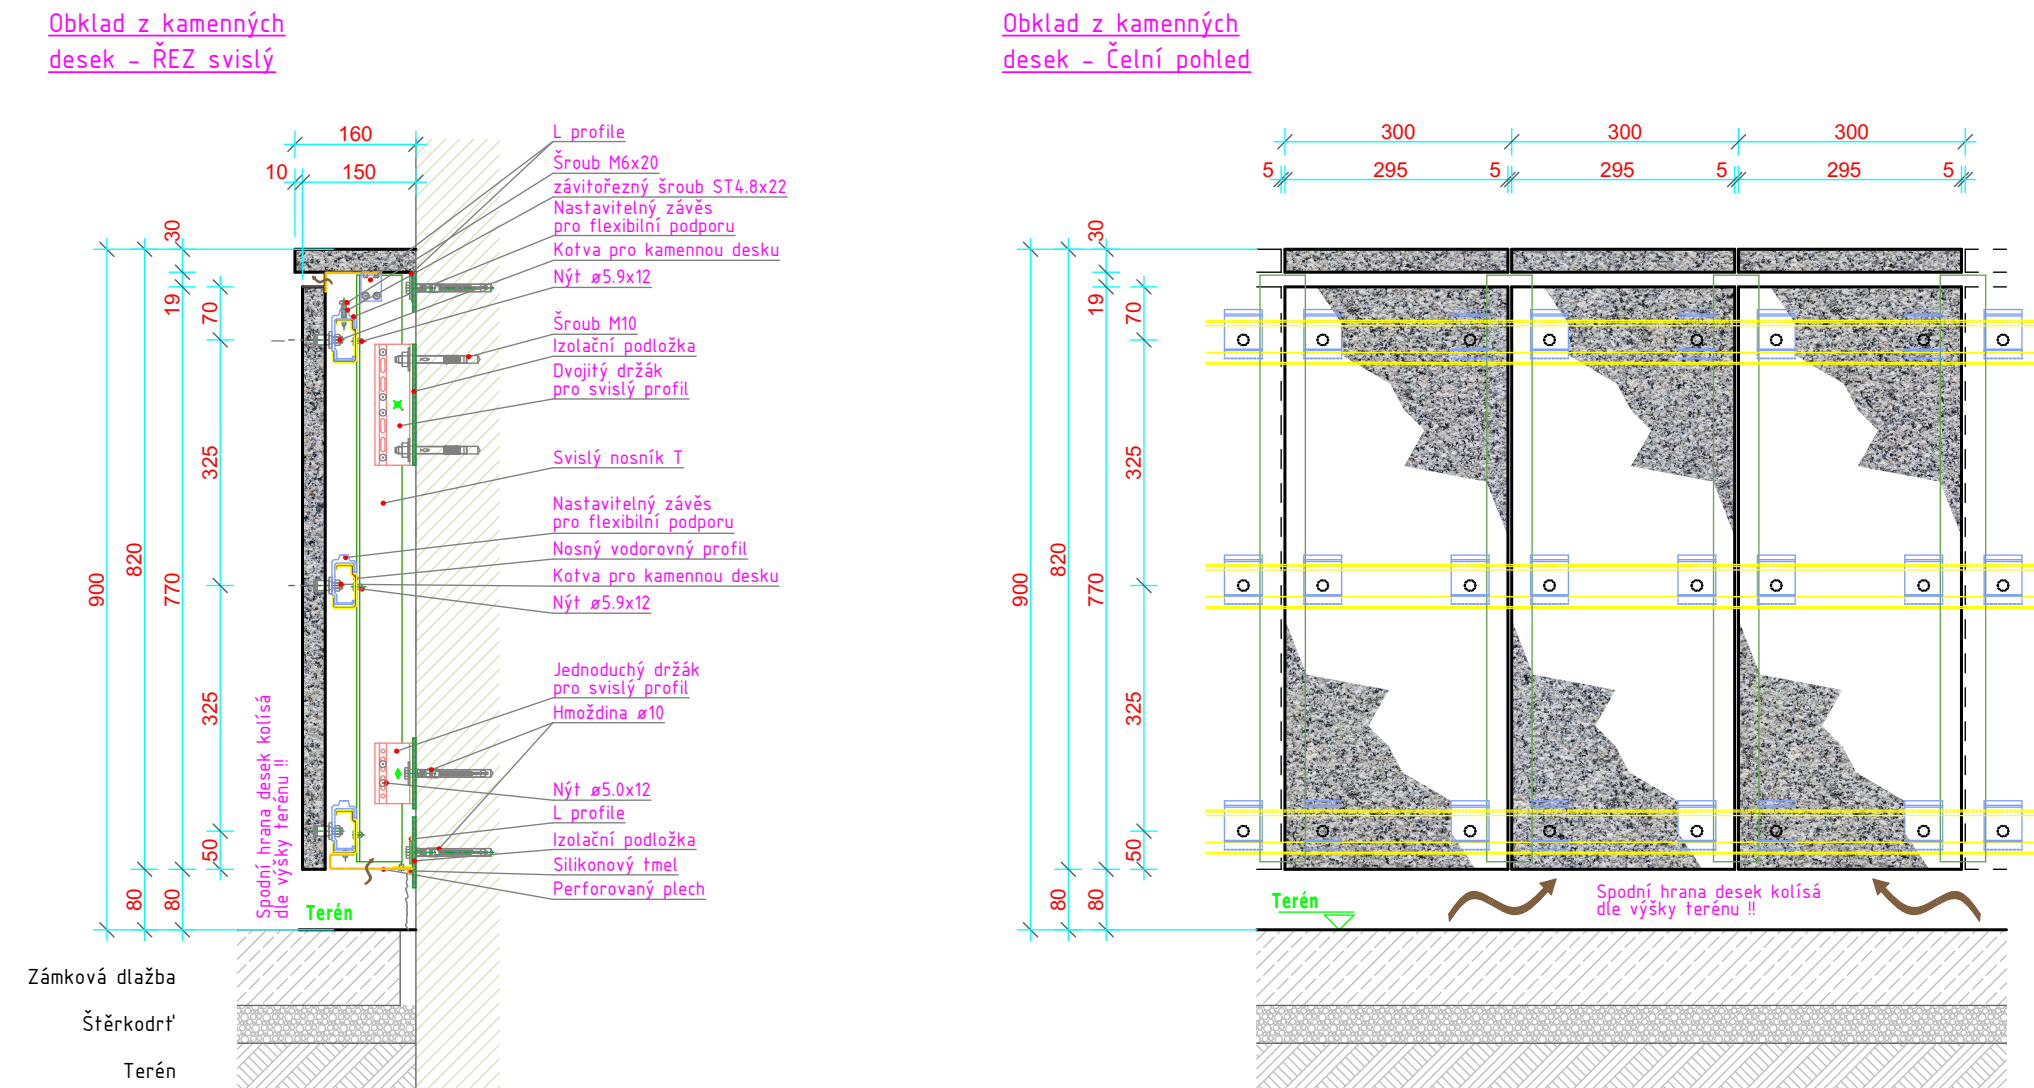 Obklad z kamenných
desek - ŘEZ svislý
160
10
150
30
19
70
325
325
50
900
820
770
80
80
L profile
Šroub M6x20
závitořezný šroub ST4.8x22
Nastavitelný závěs
pro flexibilní podporu
Kotva pro kamennou desku
Nýt ø5.9x12
Šroub M10
Izolační podložka
Dvojitý držák
pro svislý profil
Svislý nosník T
Nastavitelný závěs
pro flexibilní podporu
Nosný vodorovný profil
Kotva pro kamennou desku
Nýt ø5.9x12
Jednoduchý držák
pro svislý profil
Hmoždina ø10
Nýt ø5.0x12
L profile
Izolační podložka
Silikonový tmel
Perforovaný plech
Spodní hrana desek kolísá
dle výšky terénu !!
Terén
Zámková dlažba
Štěrkodrť
Terén
Obklad z kamenných
desek - Čelní pohled
300
300
300
5
295
5
295
5
295
5
30
19
70
325
325
50
900
820
770
80
80
Terén
Spodní hrana desek kolísá
dle výšky terénu !!